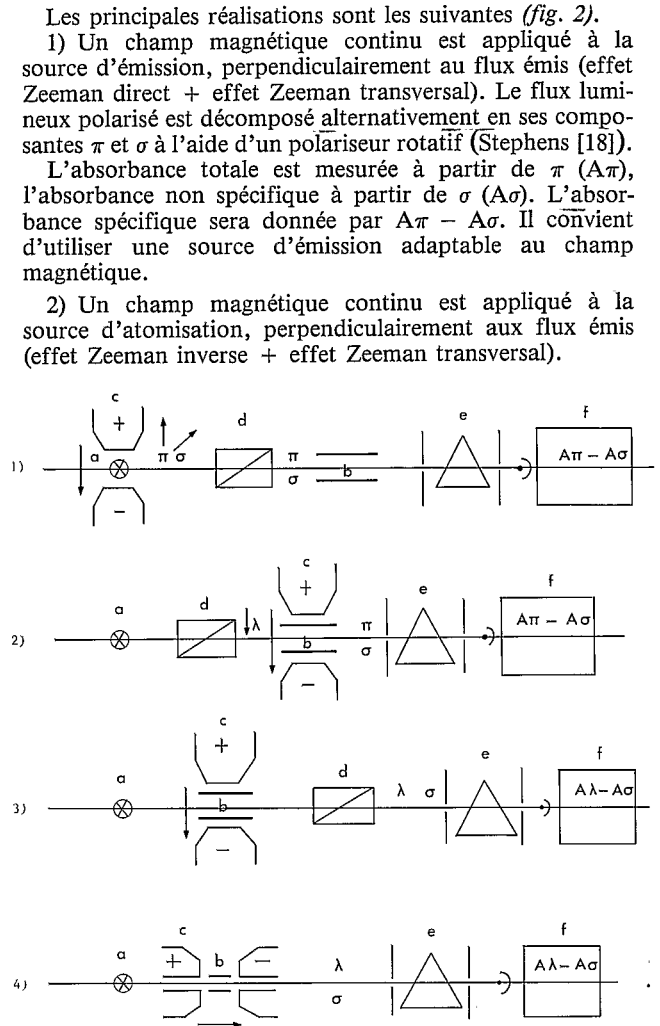 Les principales réalisations sont les suivantes (fig. 2).
1) Un champ magnétique continu est appliqué à la
source d'émission, perpendiculairement au flux émis (effet
Zeeman direct + effet Zeeman transversal). Le flux lumi-
neux polarisé est décomposé alternativement en ses compo-
santes π et σ à l'aide d'un polariseur rotatif (Stephens [18]).
L'absorbance totale est mesurée à partir de π (Aπ),
l'absorbance non spécifique à partir de σ (Aσ). L'absor-
bance spécifique sera donnée par Aπ – Aσ. Il convient
d'utiliser une source d'émission adaptable au champ
magnétique.
2) Un champ magnétique continu est appliqué à la
source d'atomisation, perpendiculairement aux flux émis
(effet Zeeman inverse + effet Zeeman transversal).
c
+ d e f
1) a π σ π σ b Aπ – Aσ
–
c
+
a d λ e f
2) b π σ Aπ – Aσ
–
c
+
a d e f
3) b λ σ Aλ – Aσ
–
c e f
a + b – λ Aλ – Aσ
4) σ